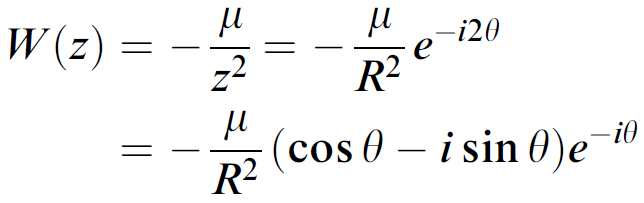 W(z) = −μ/z² = −μ/R² e^{−i2θ}
= −μ/R² (cos θ − i sin θ)e^{−iθ}